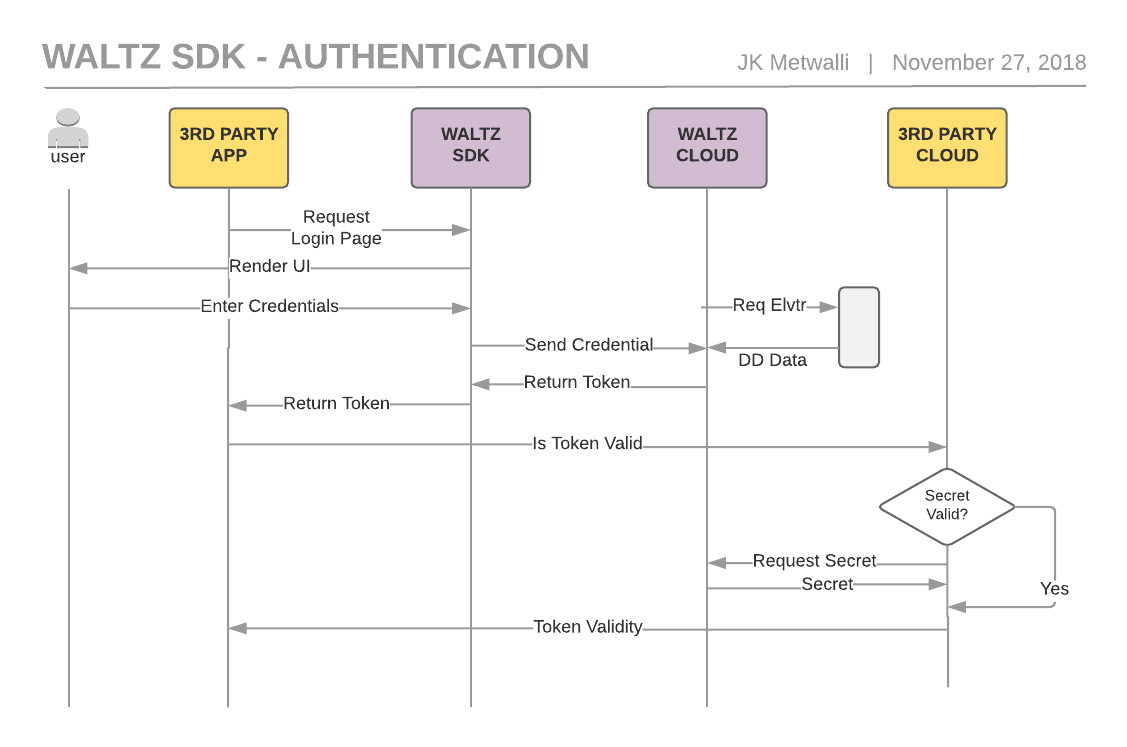 WALTZ SDK - AUTHENTICATION
JK Metwalli | November 27, 2018
user
3RD PARTY
APP
WALTZ
SDK
WALTZ
CLOUD
3RD PARTY
CLOUD
Request
Login Page
Render UI
Enter Credentials
Req Elvtr
Send Credential
DD Data
Return Token
Return Token
Is Token Valid
Secret
Valid?
Request Secret
Secret
Yes
Token Validity